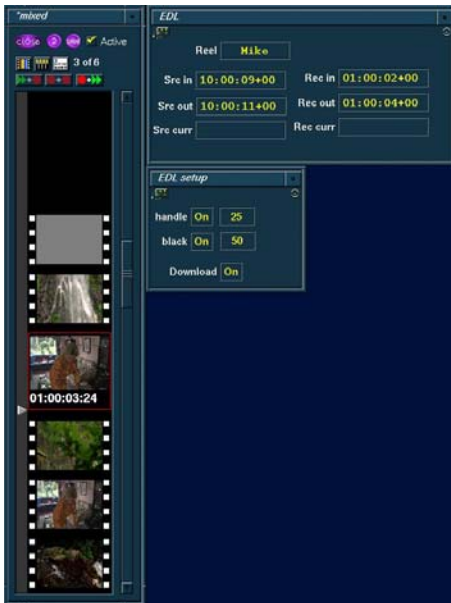 *mixed
close
Active
3 of 6
01:00:03:24
EDL
Reel Mike
Src in 10:00:09+00 Rec in 01:00:02+00
Src out 10:00:11+00 Rec out 01:00:04+00
Src curr Rec curr
EDL setup
handle On 25
black On 50
Download On